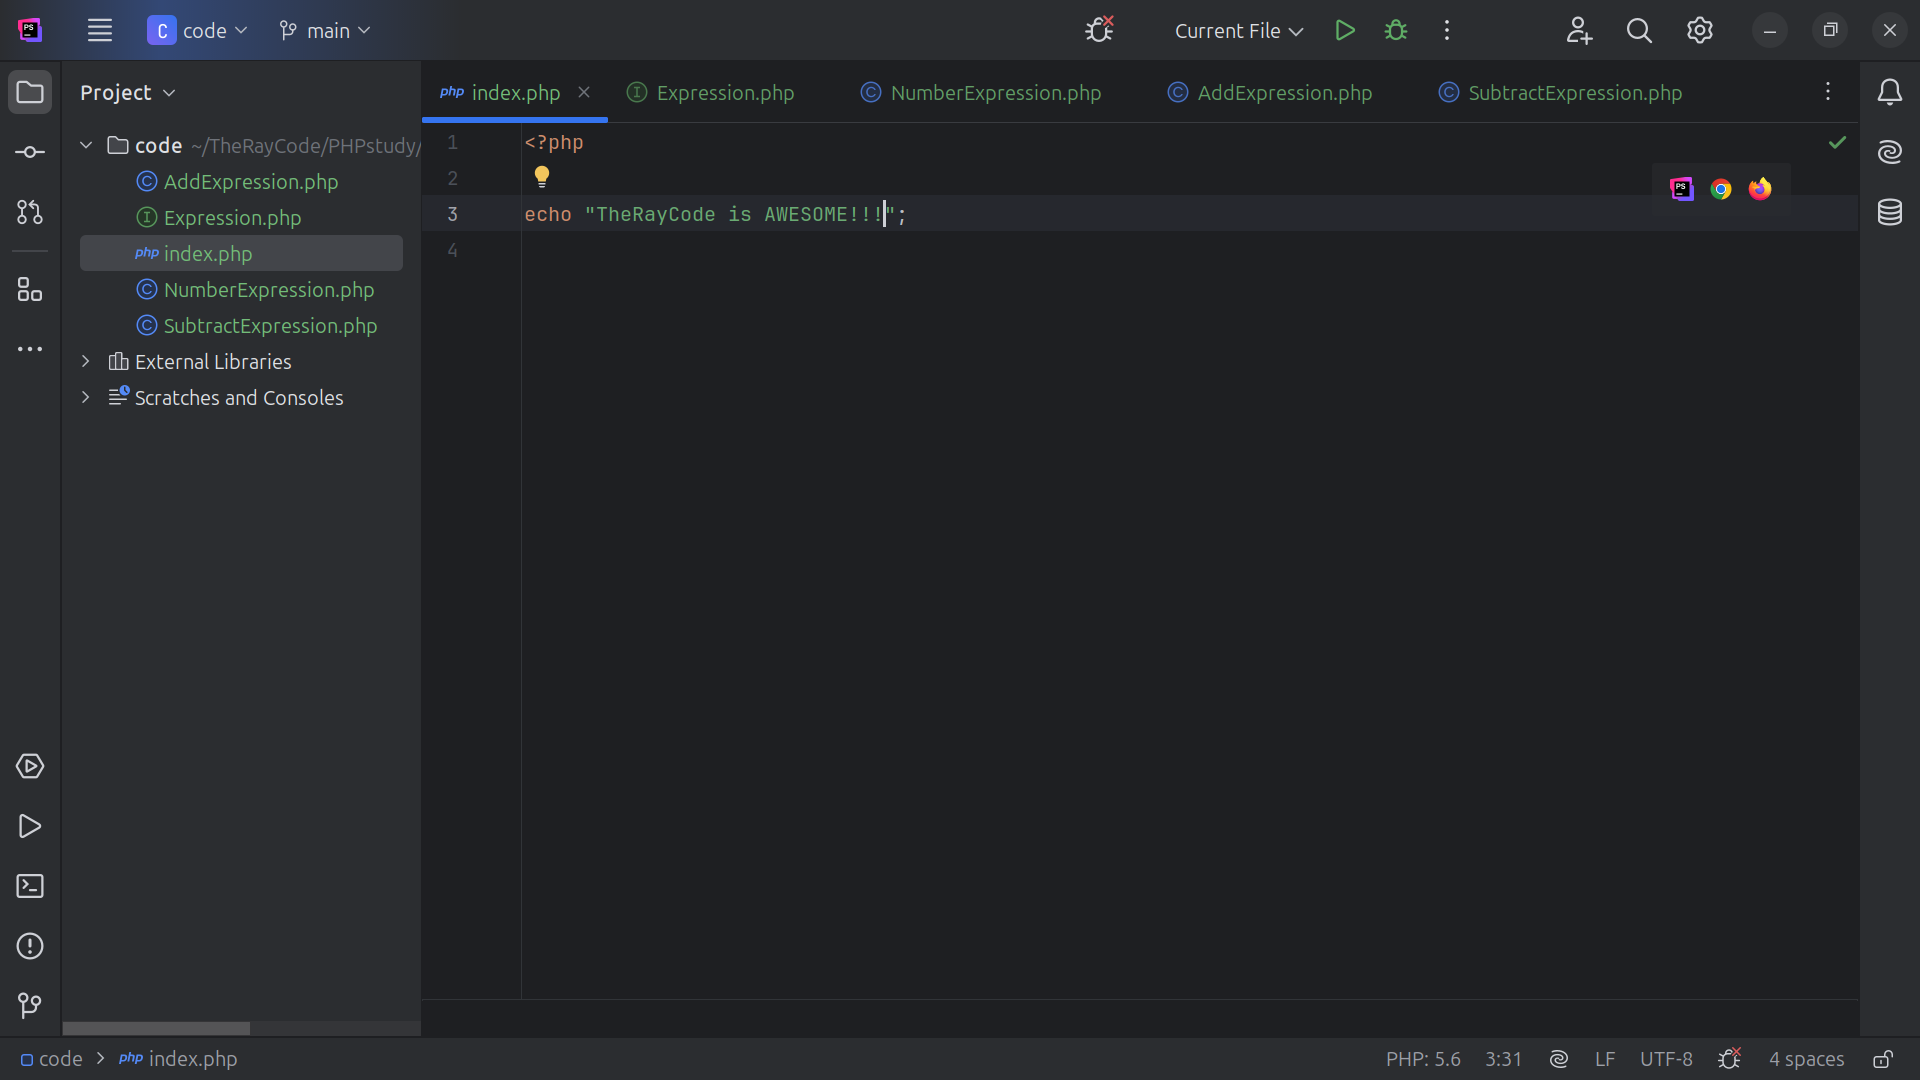 PS
C code main
Current File
Project
php index.php
I Expression.php
C NumberExpression.php
C AddExpression.php
C SubtractExpression.php
code ~/TheRayCode/PHPstudy/
C AddExpression.php
I Expression.php
php index.php
C NumberExpression.php
C SubtractExpression.php
External Libraries
Scratches and Consoles
1 <?php
2
3 echo "TheRayCode is AWESOME!!!";
4
PS
code > php index.php
PHP: 5.6 3:31 LF UTF-8 4 spaces